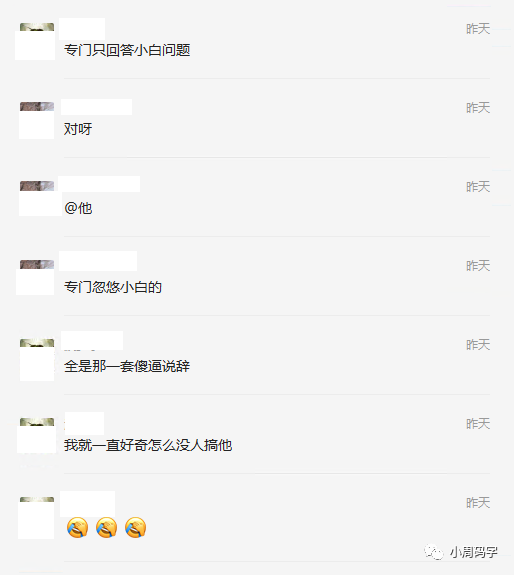 昨天
专门只回答小白问题
昨天
对呀
昨天
@他
昨天
专门忽悠小白的
昨天
全是那一套傻逼说辞
昨天
我就一直好奇怎么没人搞他
昨天
小周码字